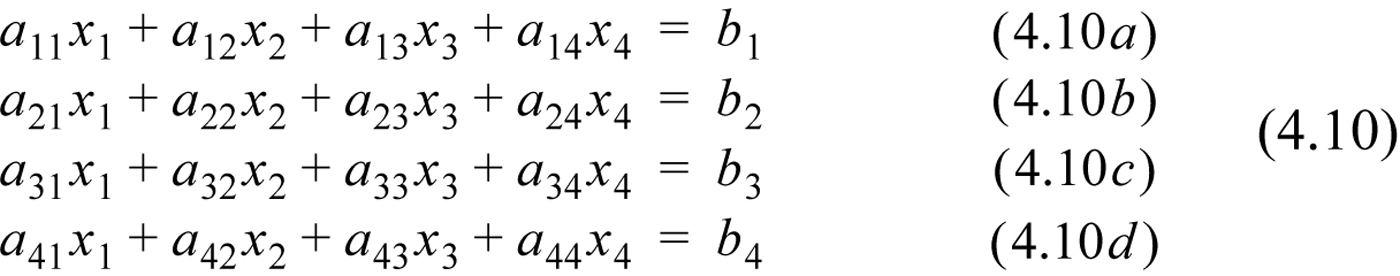 a₁₁x₁ + a₁₂x₂ + a₁₃x₃ + a₁₄x₄ = b₁ (4.10a)
a₂₁x₁ + a₂₂x₂ + a₂₃x₃ + a₂₄x₄ = b₂ (4.10b)
(4.10)
a₃₁x₁ + a₃₂x₂ + a₃₃x₃ + a₃₄x₄ = b₃ (4.10c)
a₄₁x₁ + a₄₂x₂ + a₄₃x₃ + a₄₄x₄ = b₄ (4.10d)